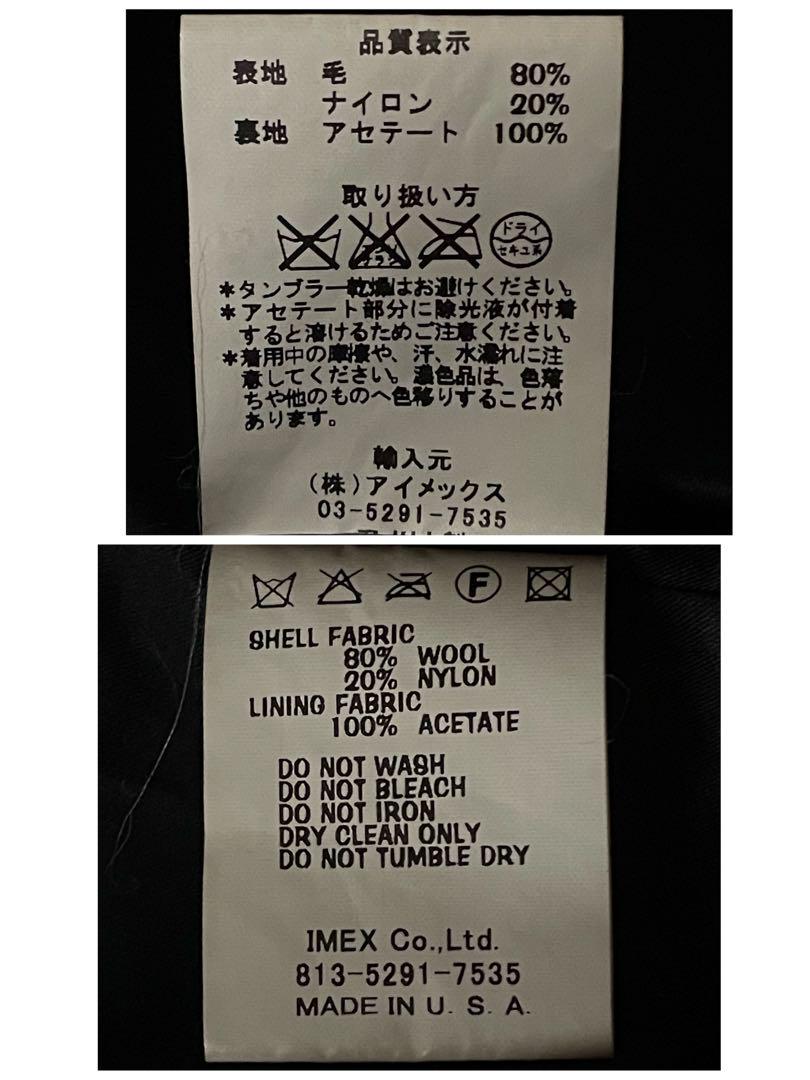 品質表示
表地 毛 80%
ナイロン 20%
裏地 アセテート 100%
取り扱い方
ドライ
セキユ系
*タンブラー乾燥はお避けください。
*アセテート部分に除光液が付着
すると溶けるためご注意ください。
*着用中の摩擦や、汗、水濡れに注
意してください。濃色品は、色落
ちや他のものへ色移りすることが
あります。
輸入元
(株)アイメックス
03-5291-7535
F
SHELL FABRIC
80% WOOL
20% NYLON
LINING FABRIC
100% ACETATE
DO NOT WASH
DO NOT BLEACH
DO NOT IRON
DRY CLEAN ONLY
DO NOT TUMBLE DRY
IMEX Co.,Ltd.
813-5291-7535
MADE IN U. S. A.